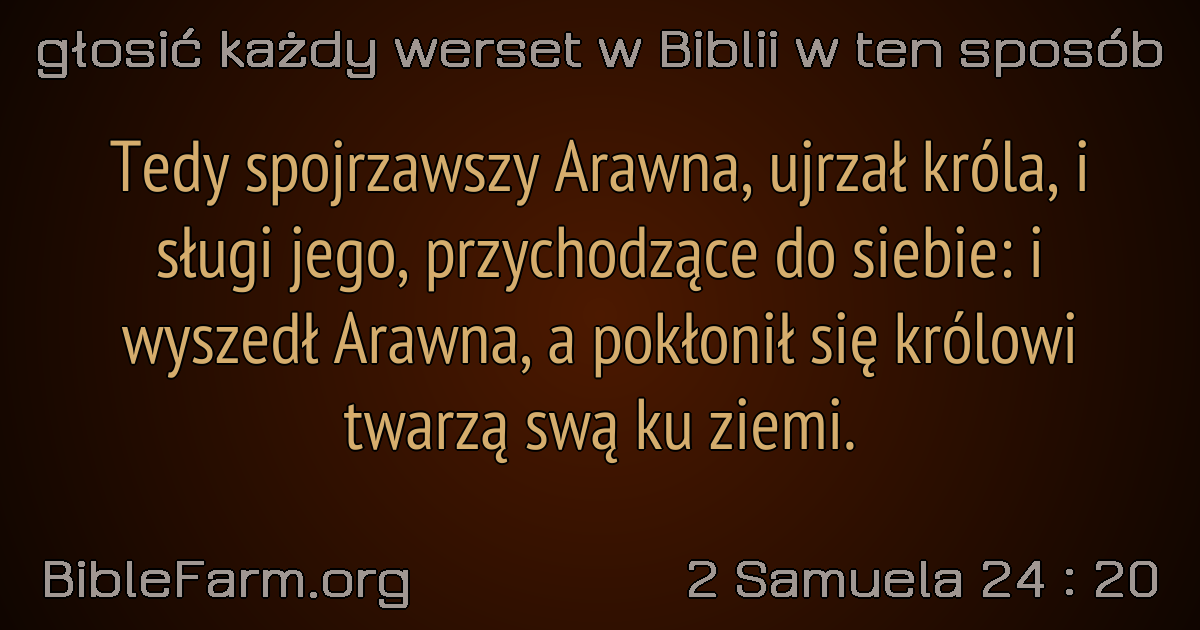 głosić każdy werset w Biblii w ten sposób
Tedy spojrzawszy Arawna, ujrzał króla, i
sługi jego, przychodzące do siebie: i
wyszedł Arawna, a pokłonił się królowi
twarzą swą ku ziemi.
BibleFarm.org
2 Samuela 24 : 20